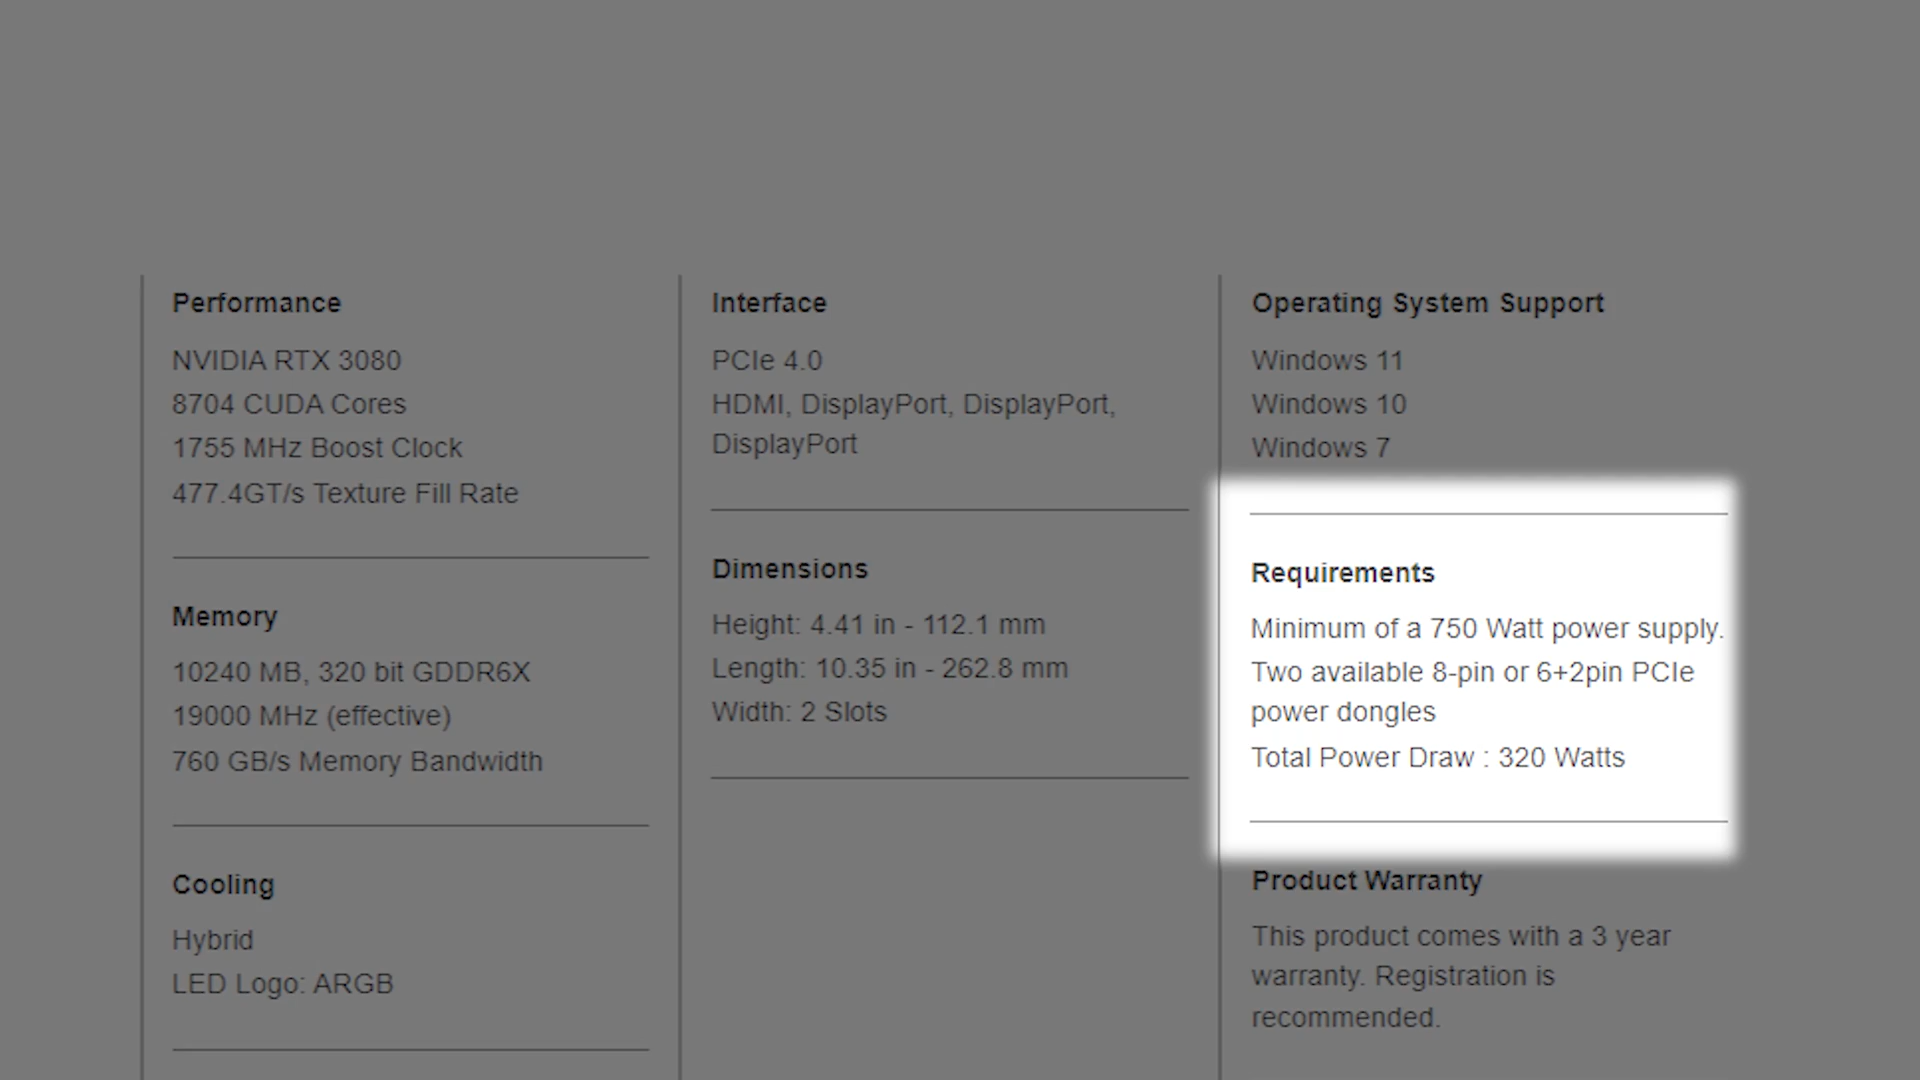 Performance
NVIDIA RTX 3080
8704 CUDA Cores
1755 MHz Boost Clock
477.4GT/s Texture Fill Rate
Memory
10240 MB, 320 bit GDDR6X
19000 MHz (effective)
760 GB/s Memory Bandwidth
Cooling
Hybrid
LED Logo: ARGB
Interface
PCIe 4.0
HDMI, DisplayPort, DisplayPort,
DisplayPort
Dimensions
Height: 4.41 in - 112.1 mm
Length: 10.35 in - 262.8 mm
Width: 2 Slots
Operating System Support
Windows 11
Windows 10
Windows 7
Requirements
Minimum of a 750 Watt power supply.
Two available 8-pin or 6+2pin PCIe
power dongles
Total Power Draw : 320 Watts
Product Warranty
This product comes with a 3 year
warranty. Registration is
recommended.